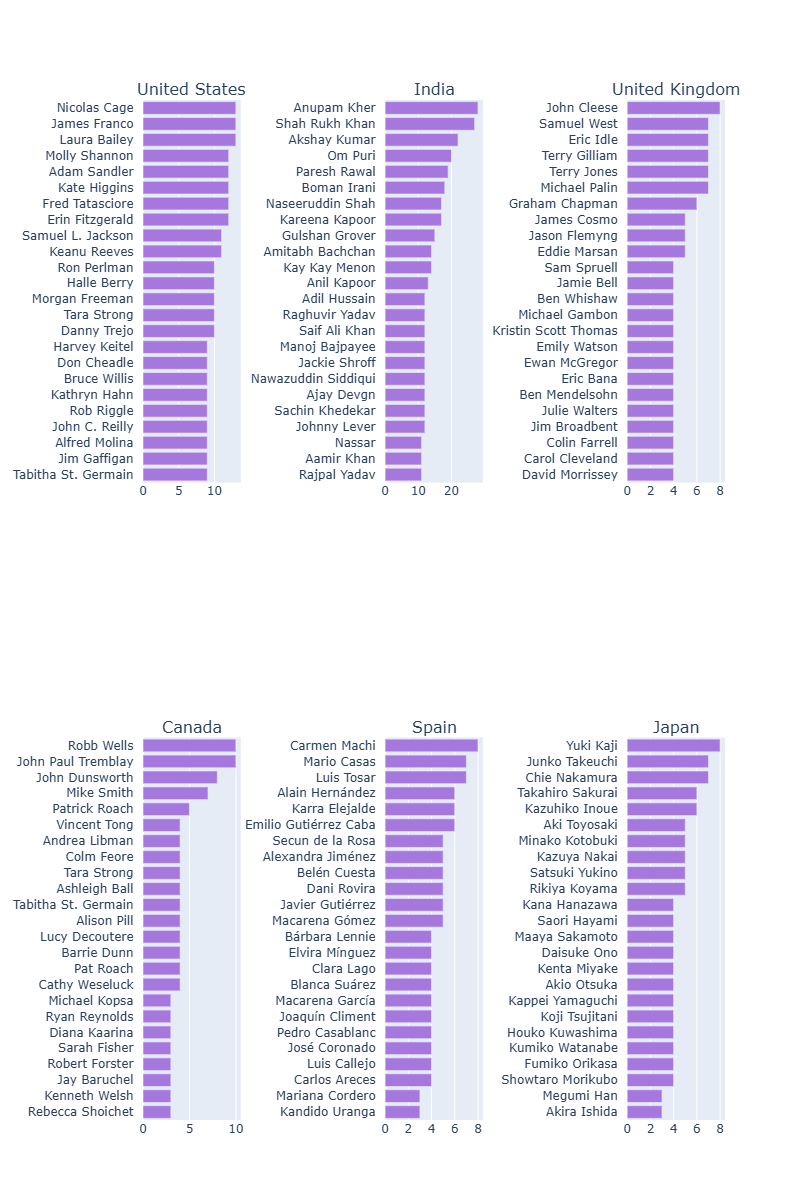 United States
Nicolas Cage
James Franco
Laura Bailey
Molly Shannon
Adam Sandler
Kate Higgins
Fred Tatasciore
Erin Fitzgerald
Samuel L. Jackson
Keanu Reeves
Ron Perlman
Halle Berry
Morgan Freeman
Tara Strong
Danny Trejo
Harvey Keitel
Don Cheadle
Bruce Willis
Kathryn Hahn
Rob Riggle
John C. Reilly
Alfred Molina
Jim Gaffigan
Tabitha St. Germain
0 5 10
India
Anupam Kher
Shah Rukh Khan
Akshay Kumar
Om Puri
Paresh Rawal
Boman Irani
Naseeruddin Shah
Kareena Kapoor
Gulshan Grover
Amitabh Bachchan
Kay Kay Menon
Anil Kapoor
Adil Hussain
Raghuvir Yadav
Saif Ali Khan
Manoj Bajpayee
Jackie Shroff
Nawazuddin Siddiqui
Ajay Devgn
Sachin Khedekar
Johnny Lever
Nassar
Aamir Khan
Rajpal Yadav
0 10 20
United Kingdom
John Cleese
Samuel West
Eric Idle
Terry Gilliam
Terry Jones
Michael Palin
Graham Chapman
James Cosmo
Jason Flemyng
Eddie Marsan
Sam Spruell
Jamie Bell
Ben Whishaw
Michael Gambon
Kristin Scott Thomas
Emily Watson
Ewan McGregor
Eric Bana
Ben Mendelsohn
Julie Walters
Jim Broadbent
Colin Farrell
Carol Cleveland
David Morrissey
0 2 4 6 8
Canada
Robb Wells
John Paul Tremblay
John Dunsworth
Mike Smith
Patrick Roach
Vincent Tong
Andrea Libman
Colm Feore
Tara Strong
Ashleigh Ball
Tabitha St. Germain
Alison Pill
Lucy Decoutere
Barrie Dunn
Pat Roach
Cathy Weseluck
Michael Kopsa
Ryan Reynolds
Diana Kaarina
Sarah Fisher
Robert Forster
Jay Baruchel
Kenneth Welsh
Rebecca Shoichet
0 5 10
Spain
Carmen Machi
Mario Casas
Luis Tosar
Alain Hernández
Karra Elejalde
Emilio Gutiérrez Caba
Secun de la Rosa
Alexandra Jiménez
Belén Cuesta
Dani Rovira
Javier Gutiérrez
Macarena Gómez
Bárbara Lennie
Elvira Mínguez
Clara Lago
Blanca Suárez
Macarena García
Joaquín Climent
Pedro Casablanc
José Coronado
Luis Callejo
Carlos Areces
Mariana Cordero
Kandido Uranga
0 2 4 6 8
Japan
Yuki Kaji
Junko Takeuchi
Chie Nakamura
Takahiro Sakurai
Kazuhiko Inoue
Aki Toyosaki
Minako Kotobuki
Kazuya Nakai
Satsuki Yukino
Rikiya Koyama
Kana Hanazawa
Saori Hayami
Maaya Sakamoto
Daisuke Ono
Kenta Miyake
Akio Otsuka
Kappei Yamaguchi
Koji Tsujitani
Houko Kuwashima
Kumiko Watanabe
Fumiko Orikasa
Showtaro Morikubo
Megumi Han
Akira Ishida
0 2 4 6 8